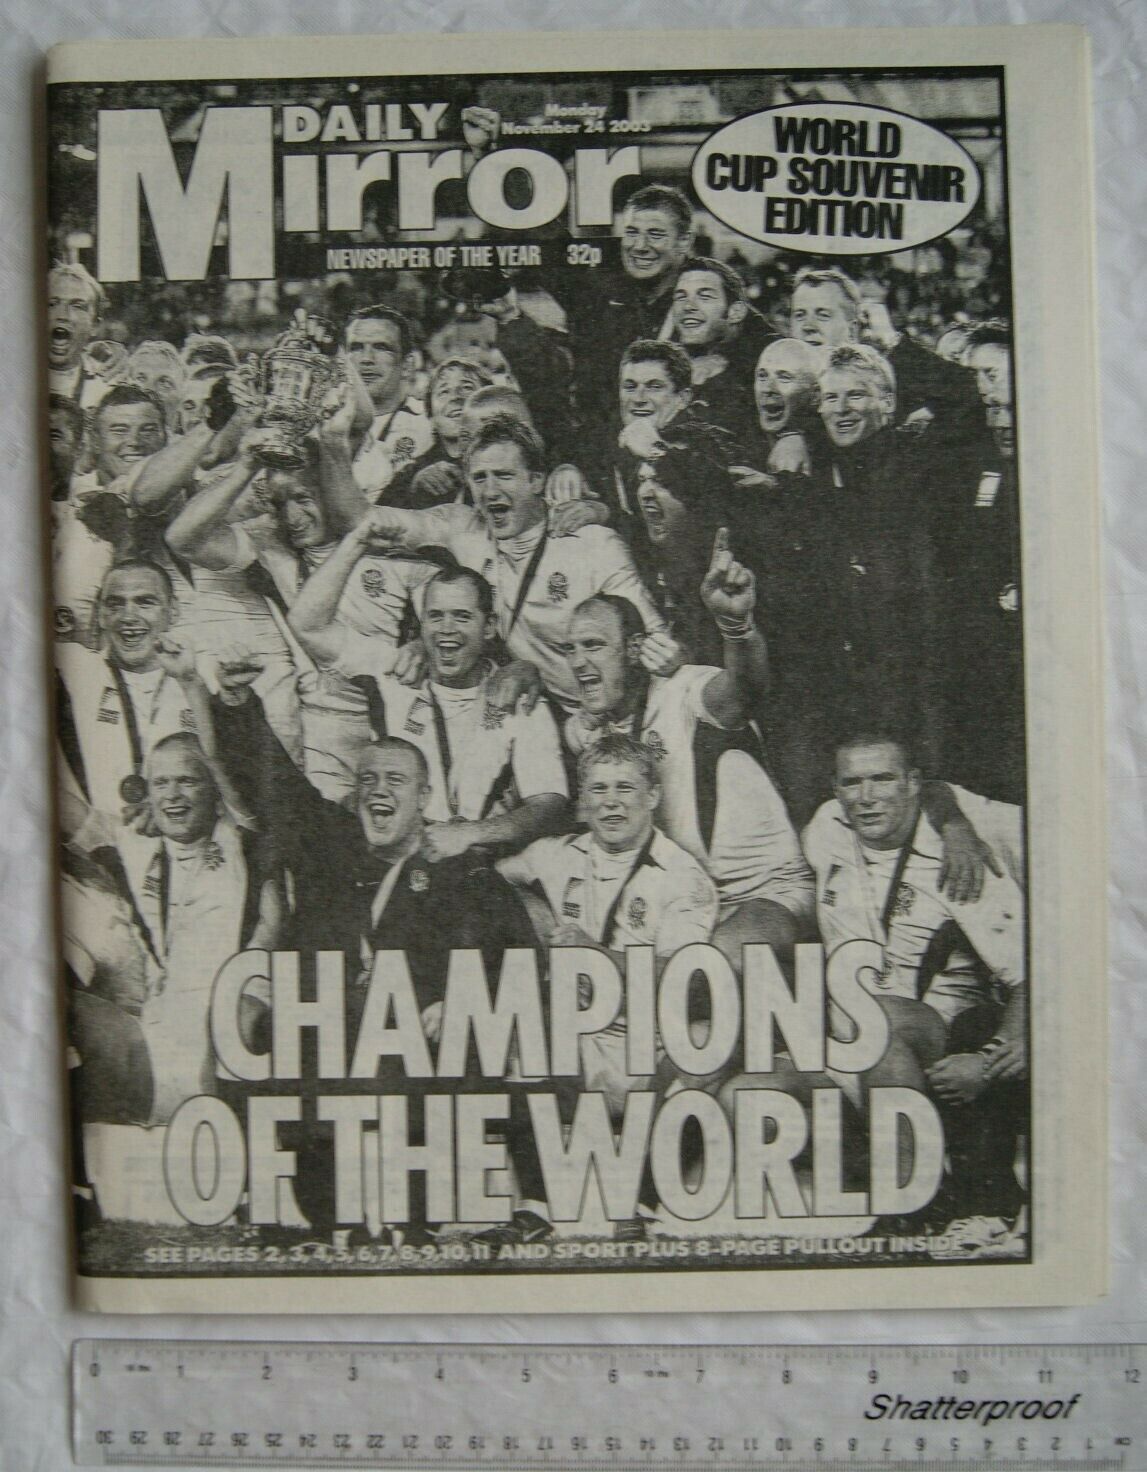 DAILY
Mirror
Monday
November 24 2003
NEWSPAPER OF THE YEAR 32p
WORLD
CUP SOUVENIR
EDITION
CHAMPIONS
OF THE WORLD
SEE PAGES 2,3,4,5,6,7,8,9,10,11 AND SPORT PLUS 8-PAGE PULLOUT INSIDE
0 1 2 3 4 5 6 7 8 9 10 11 12
Shatterproof
30 29 28 27 26 25 24 23 22 21 20 19 18 17 16 15 14 13 12 11 10 9 8 7 6 5 4 3 2 1 CM